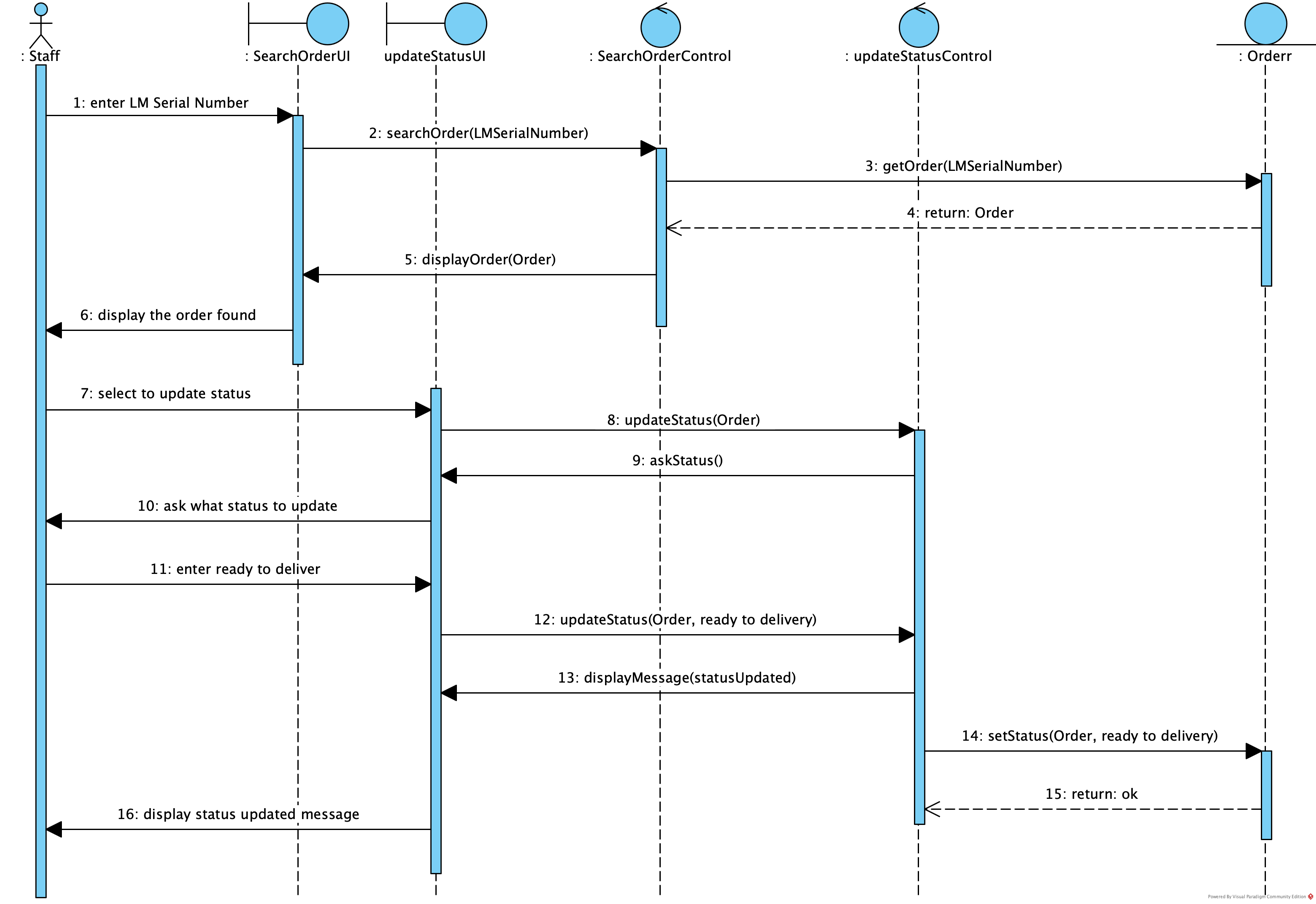 : Staff
: SearchOrderUI
updateStatusUI
: SearchOrderControl
: updateStatusControl
: Orderr
1: enter LM Serial Number
2: searchOrder(LMSerialNumber)
3: getOrder(LMSerialNumber)
4: return: Order
5: displayOrder(Order)
6: display the order found
7: select to update status
8: updateStatus(Order)
9: askStatus()
10: ask what status to update
11: enter ready to deliver
12: updateStatus(Order, ready to delivery)
13: displayMessage(statusUpdated)
14: setStatus(Order, ready to delivery)
15: return: ok
16: display status updated message
Powered By Visual Paradigm Community Edition